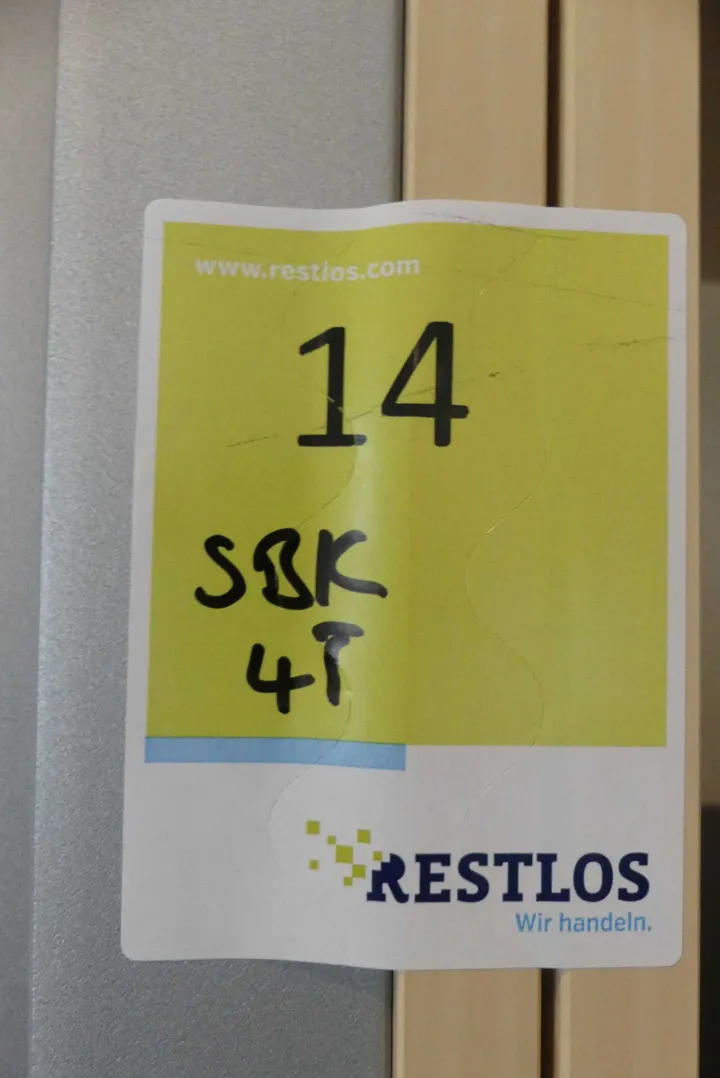 www.restlos.com
14
SBK
4T
RESTLOS
Wir handeln.